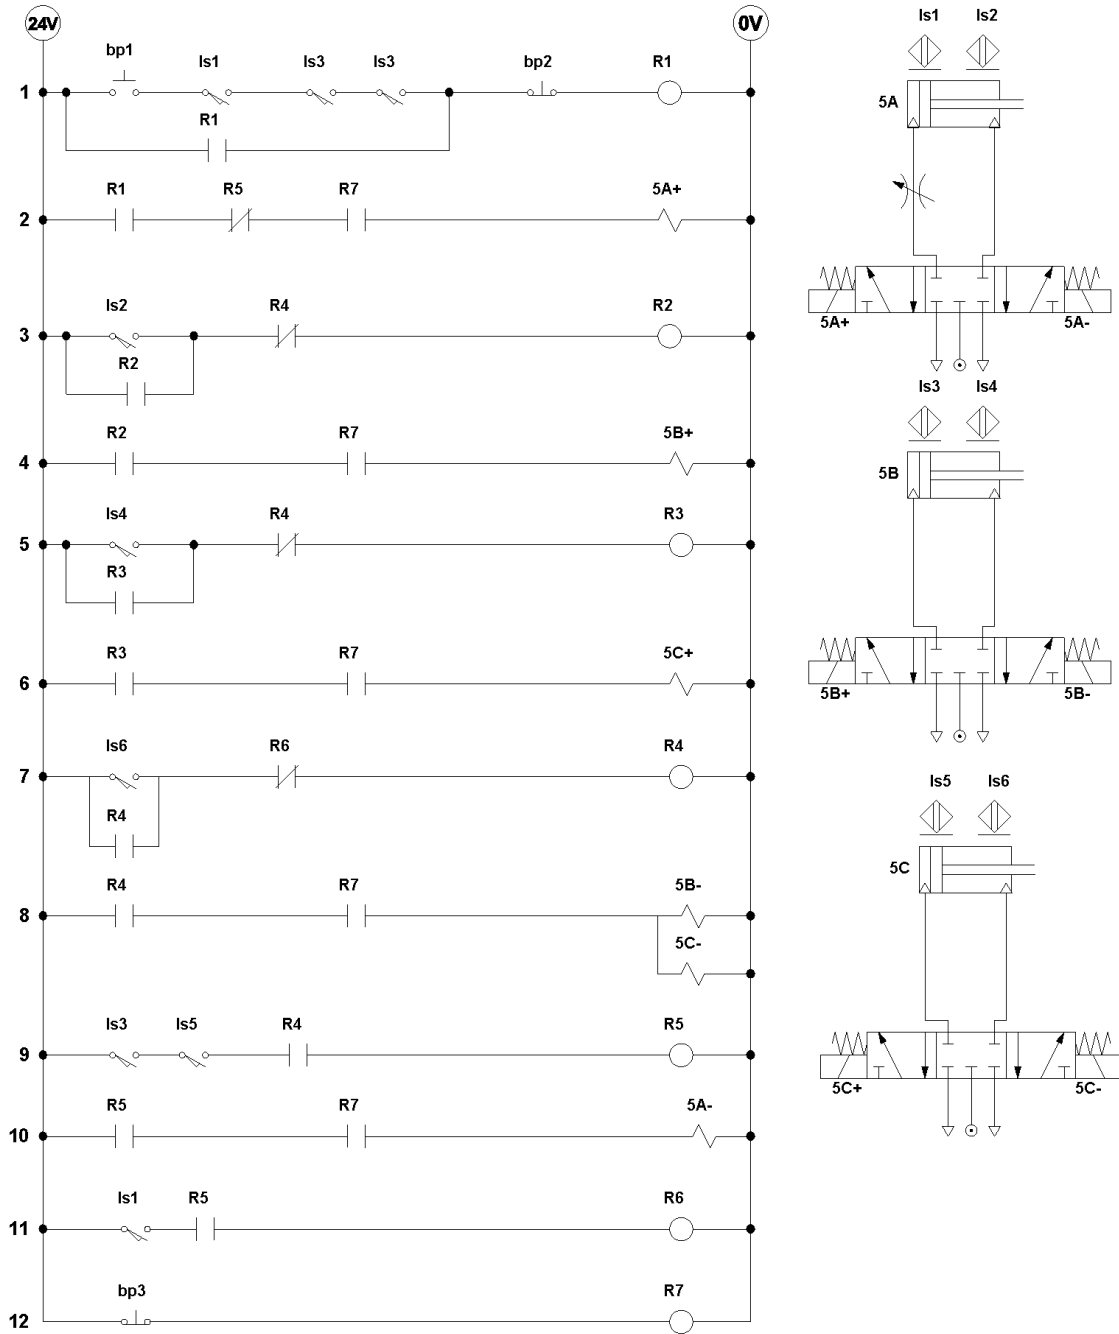 24V 0V
bp1 ls1 ls3 ls3 bp2 R1
1
R1
R1 R5 R7 5A+
2
ls2 R4 R2
3
R2
R2 R7 5B+
4
ls4 R4 R3
5
R3
R3 R7 5C+
6
ls6 R6 R4
7
R4
R4 R7 5B-
8
5C-
ls3 ls5 R4 R5
9
R5 R7 5A-
10
ls1 R5 R6
11
bp3 R7
12
ls1 ls2
5A
5A+ 5A-
ls3 ls4
5B
5B+ 5B-
ls5 ls6
5C
5C+ 5C-